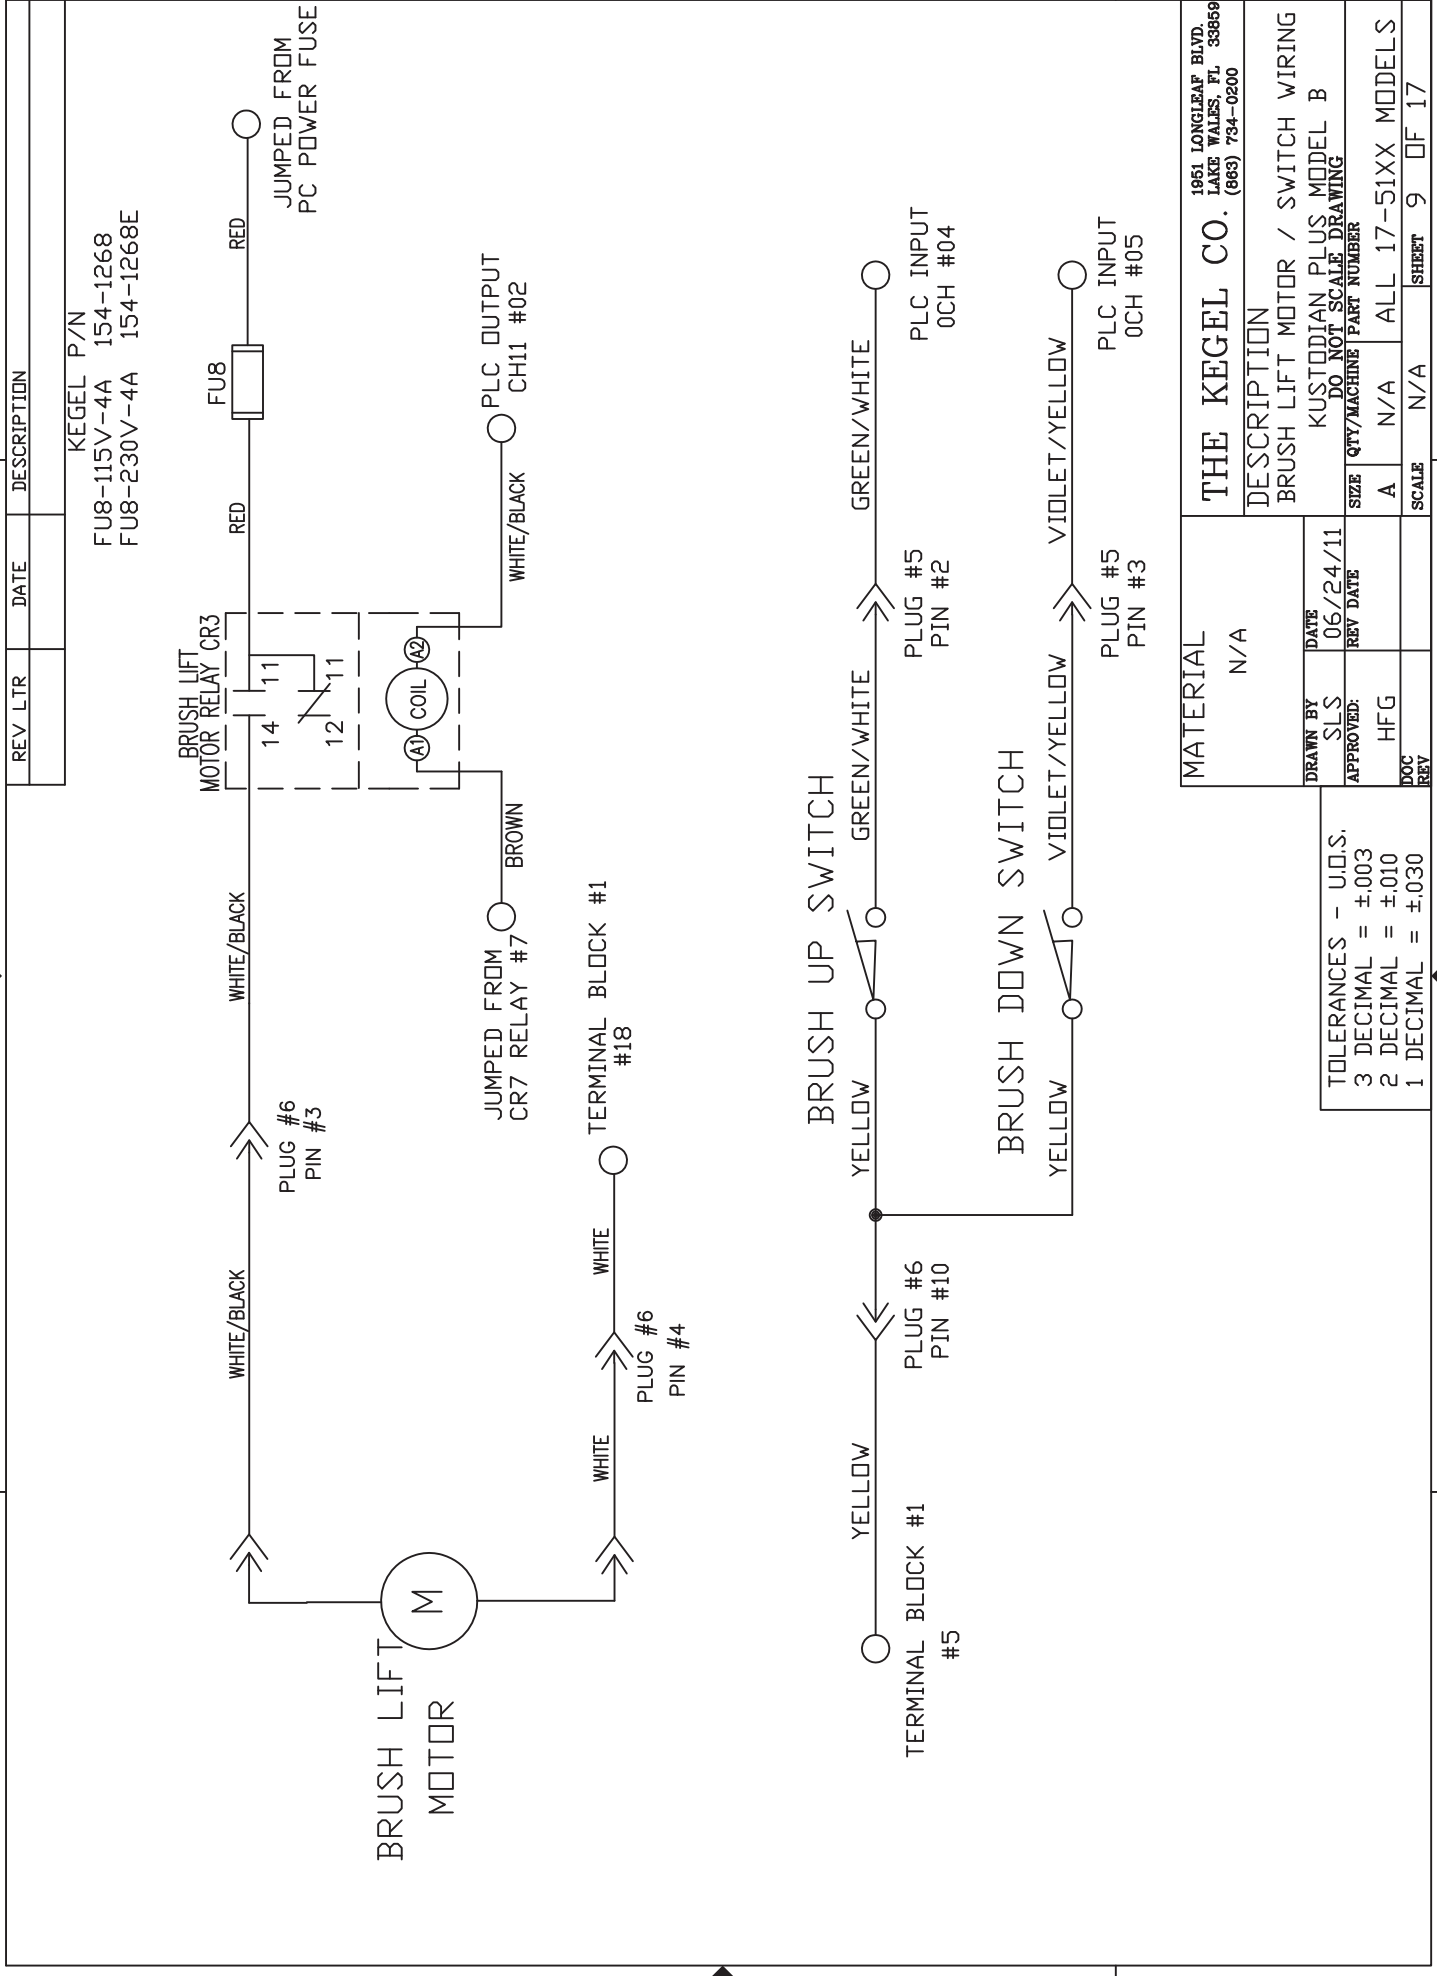 REV LTR
DATE
DESCRIPTION
KEGEL P/N
FU8-115V-4A 154-1268
FU8-230V-4A 154-1268E
BRUSH LIFT
MOTOR
M
WHITE/BLACK
PLUG #6
PIN #3
WHITE/BLACK
BRUSH LIFT
MOTOR RELAY CR3
14
11
12
11
A1
COIL
A2
RED
FU8
RED
JUMPED FROM
PC POWER FUSE
JUMPED FROM
CR7 RELAY #7
BROWN
WHITE/BLACK
PLC OUTPUT
CH11 #02
WHITE
PLUG #6
PIN #4
WHITE
TERMINAL BLOCK #1
#18
BRUSH UP SWITCH
TERMINAL BLOCK #1
#5
YELLOW
PLUG #6
PIN #10
YELLOW
GREEN/WHITE
PLUG #5
PIN #2
GREEN/WHITE
PLC INPUT
0CH #04
BRUSH DOWN SWITCH
YELLOW
VIOLET/YELLOW
PLUG #5
PIN #3
VIOLET/YELLOW
PLC INPUT
0CH #05
TOLERANCES - U.O.S.
3 DECIMAL = ±.003
2 DECIMAL = ±.010
1 DECIMAL = ±.030
MATERIAL
N/A
DRAWN BY
SLS
DATE
06/24/11
APPROVED:
HFG
REV DATE
DOC
REV
THE KEGEL CO.
1951 LONGLEAF BLVD.
LAKE WALES, FL 33859
(863) 734-0200
DESCRIPTION
BRUSH LIFT MOTOR / SWITCH WIRING
KUSTODIAN PLUS MODEL B
DO NOT SCALE DRAWING
SIZE
A
QTY/MACHINE
N/A
PART NUMBER
ALL 17-51XX MODELS
SCALE
N/A
SHEET
9 OF 17